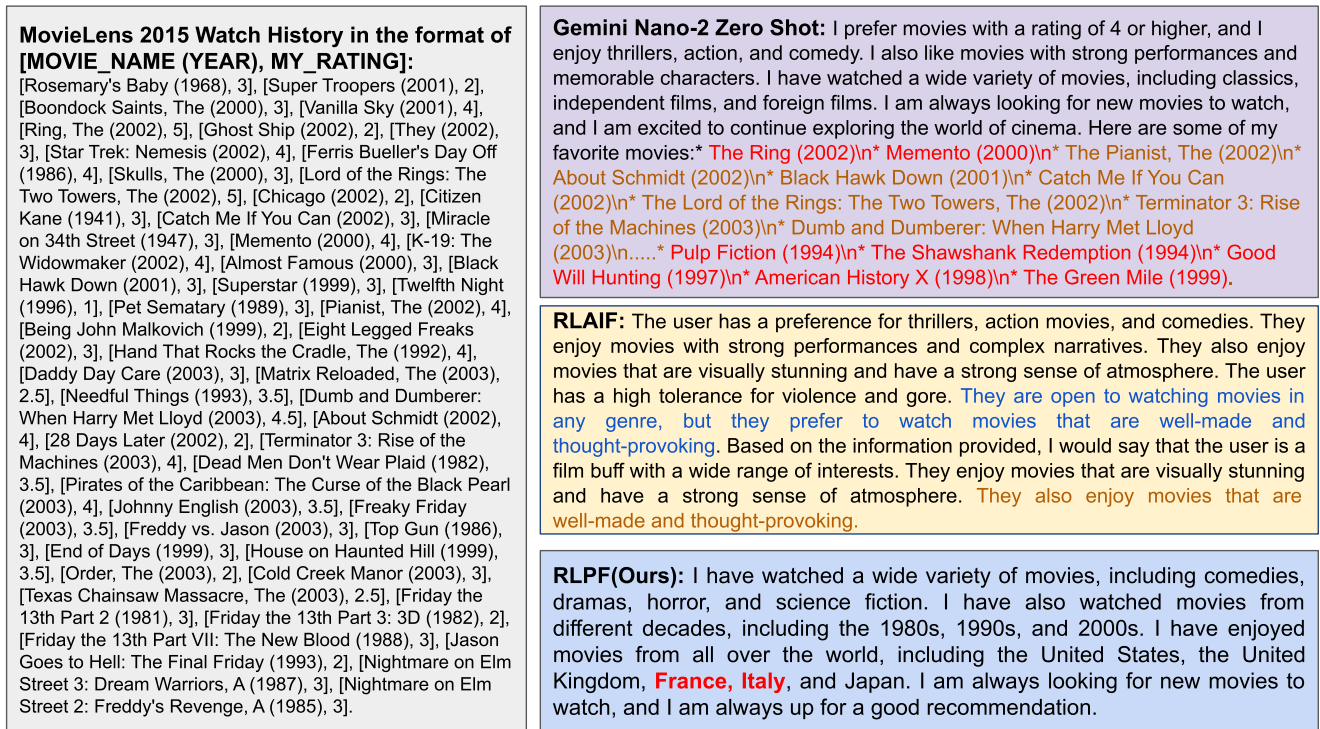 MovieLens 2015 Watch History in the format of
[MOVIE_NAME (YEAR), MY_RATING]:
[Rosemary's Baby (1968), 3], [Super Troopers (2001), 2],
[Boondock Saints, The (2000), 3], [Vanilla Sky (2001), 4],
[Ring, The (2002), 5], [Ghost Ship (2002), 2], [They (2002),
3], [Star Trek: Nemesis (2002), 4], [Ferris Bueller's Day Off
(1986), 4], [Skulls, The (2000), 3], [Lord of the Rings: The
Two Towers, The (2002), 5], [Chicago (2002), 2], [Citizen
Kane (1941), 3], [Catch Me If You Can (2002), 3], [Miracle
on 34th Street (1947), 3], [Memento (2000), 4], [K-19: The
Widowmaker (2002), 4], [Almost Famous (2000), 3], [Black
Hawk Down (2001), 3], [Superstar (1999), 3], [Twelfth Night
(1996), 1], [Pet Sematary (1989), 3], [Pianist, The (2002), 4],
[Being John Malkovich (1999), 2], [Eight Legged Freaks
(2002), 3], [Hand That Rocks the Cradle, The (1992), 4],
[Daddy Day Care (2003), 3], [Matrix Reloaded, The (2003),
2.5], [Needful Things (1993), 3.5], [Dumb and Dumberer:
When Harry Met Lloyd (2003), 4.5], [About Schmidt (2002),
4], [28 Days Later (2002), 2], [Terminator 3: Rise of the
Machines (2003), 4], [Dead Men Don't Wear Plaid (1982),
3.5], [Pirates of the Caribbean: The Curse of the Black Pearl
(2003), 4], [Johnny English (2003), 3.5], [Freaky Friday
(2003), 3.5], [Freddy vs. Jason (2003), 3], [Top Gun (1986),
3], [End of Days (1999), 3], [House on Haunted Hill (1999),
3.5], [Order, The (2003), 2], [Cold Creek Manor (2003), 3],
[Texas Chainsaw Massacre, The (2003), 2.5], [Friday the
13th Part 2 (1981), 3], [Friday the 13th Part 3: 3D (1982), 2],
[Friday the 13th Part VII: The New Blood (1988), 3], [Jason
Goes to Hell: The Final Friday (1993), 2], [Nightmare on Elm
Street 3: Dream Warriors, A (1987), 3], [Nightmare on Elm
Street 2: Freddy's Revenge, A (1985), 3].
Gemini Nano-2 Zero Shot: I prefer movies with a rating of 4 or higher, and I
enjoy thrillers, action, and comedy. I also like movies with strong performances and
memorable characters. I have watched a wide variety of movies, including classics,
independent films, and foreign films. I am always looking for new movies to watch,
and I am excited to continue exploring the world of cinema. Here are some of my
favorite movies:* The Ring (2002)\n* Memento (2000)\n* The Pianist, The (2002)\n*
About Schmidt (2002)\n* Black Hawk Down (2001)\n* Catch Me If You Can
(2002)\n* The Lord of the Rings: The Two Towers, The (2002)\n* Terminator 3: Rise
of the Machines (2003)\n* Dumb and Dumberer: When Harry Met Lloyd
(2003)\n.....* Pulp Fiction (1994)\n* The Shawshank Redemption (1994)\n* Good
Will Hunting (1997)\n* American History X (1998)\n* The Green Mile (1999).
RLAIF: The user has a preference for thrillers, action movies, and comedies. They
enjoy movies with strong performances and complex narratives. They also enjoy
movies that are visually stunning and have a strong sense of atmosphere. The user
has a high tolerance for violence and gore. They are open to watching movies in
any genre, but they prefer to watch movies that are well-made and
thought-provoking. Based on the information provided, I would say that the user is a
film buff with a wide range of interests. They enjoy movies that are visually stunning
and have a strong sense of atmosphere. They also enjoy movies that are
well-made and thought-provoking.
RLPF(Ours): I have watched a wide variety of movies, including comedies,
dramas, horror, and science fiction. I have also watched movies from
different decades, including the 1980s, 1990s, and 2000s. I have enjoyed
movies from all over the world, including the United States, the United
Kingdom, France, Italy, and Japan. I am always looking for new movies to
watch, and I am always up for a good recommendation.